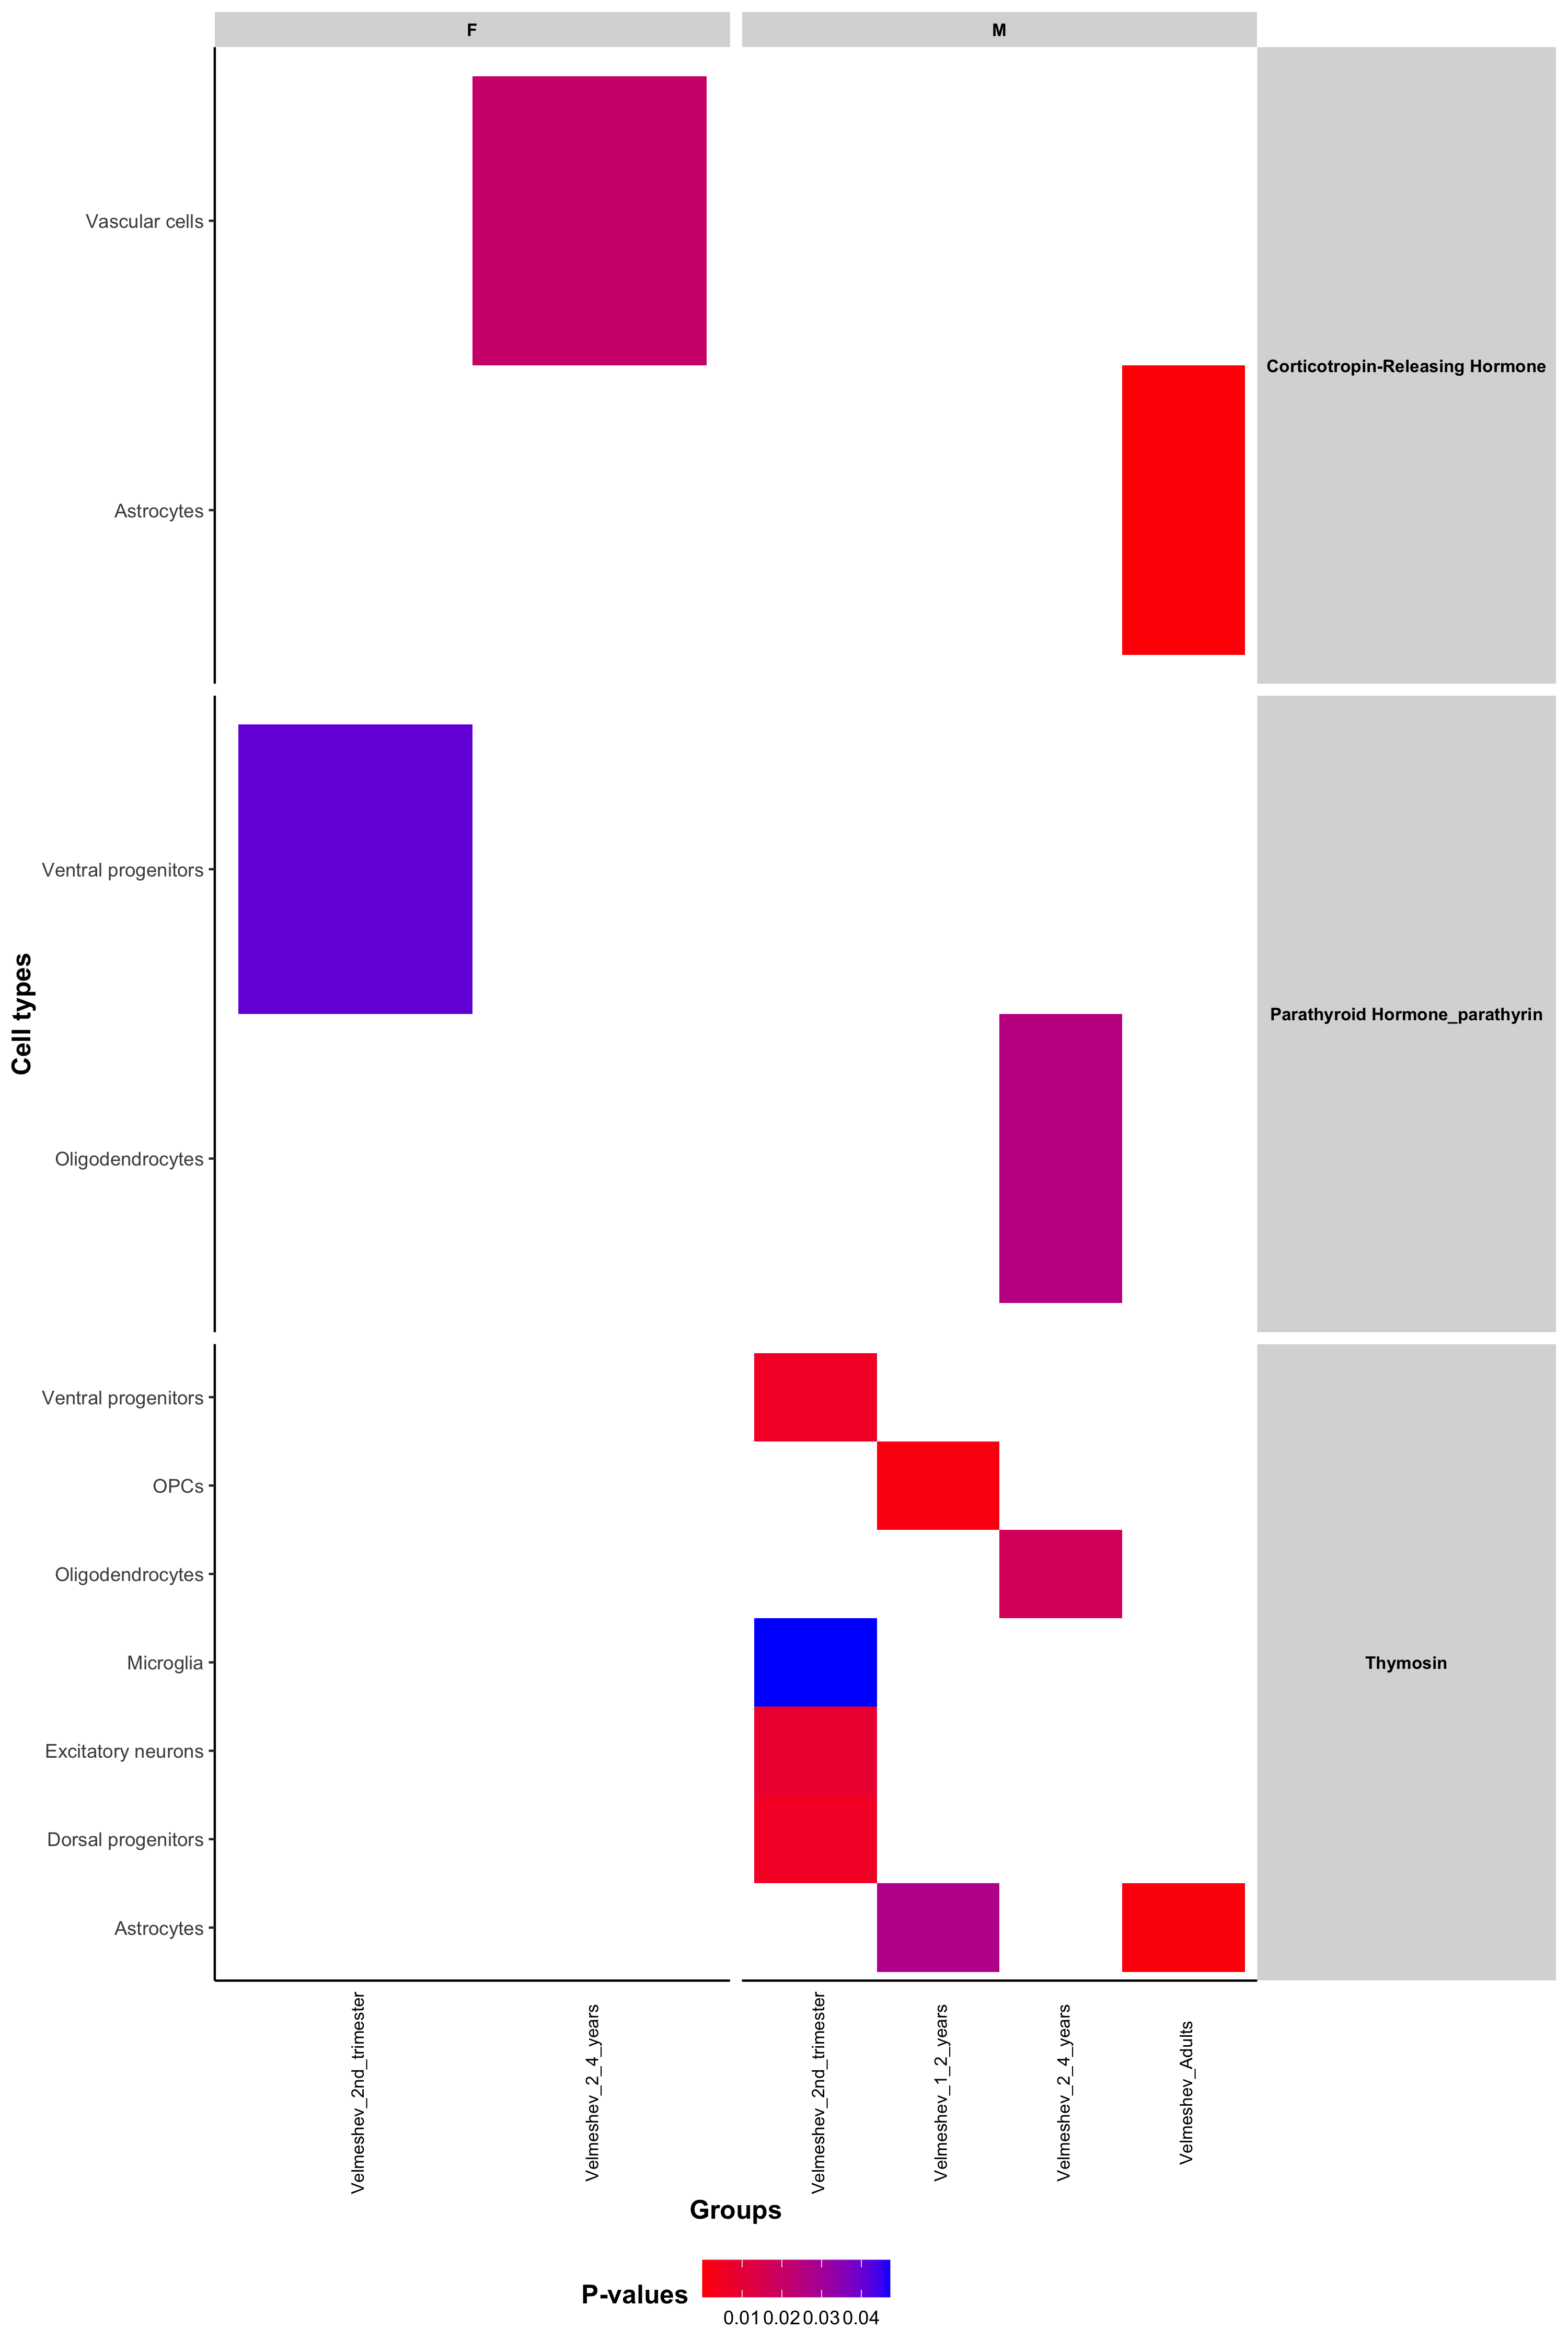 F
M
Vascular cells
Astrocytes
Corticotropin-Releasing Hormone
Ventral progenitors
Oligodendrocytes
Parathyroid Hormone_parathyrin
Cell types
Ventral progenitors
OPCs
Oligodendrocytes
Microglia
Excitatory neurons
Dorsal progenitors
Astrocytes
Thymosin
Velmeshev_2nd_trimester
Velmeshev_2_4_years
Velmeshev_2nd_trimester
Velmeshev_1_2_years
Velmeshev_2_4_years
Velmeshev_Adults
Groups
P-values
0.01 0.02 0.03 0.04